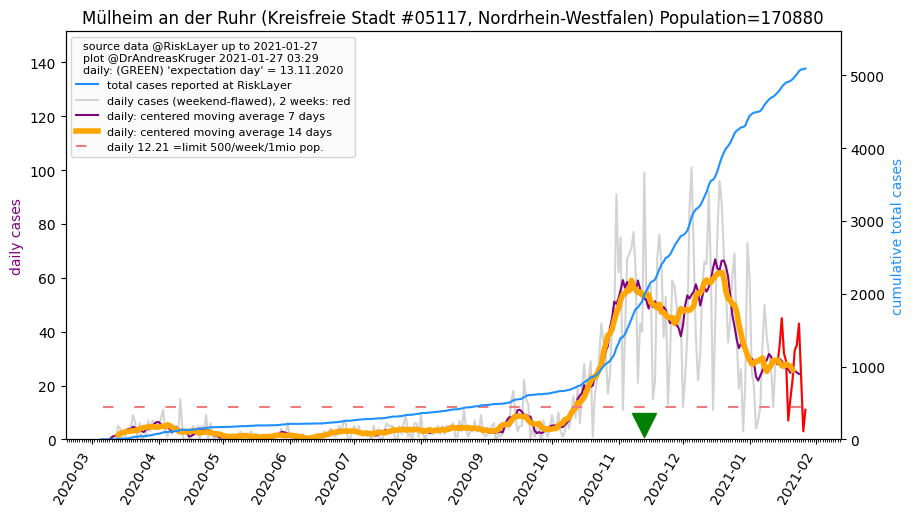 Mülheim an der Ruhr (Kreisfreie Stadt #05117, Nordrhein-Westfalen) Population=170880
source data @RiskLayer up to 2021-01-27
plot @DrAndreasKruger 2021-01-27 03:29
daily: (GREEN) 'expectation day' = 13.11.2020
total cases reported at RiskLayer
daily cases (weekend-flawed), 2 weeks: red
daily: centered moving average 7 days
daily: centered moving average 14 days
daily 12.21 =limit 500/week/1mio pop.
daily cases
140
120
100
80
60
40
20
0
cumulative total cases
5000
4000
3000
2000
1000
0
2020-03
2020-04
2020-05
2020-06
2020-07
2020-08
2020-09
2020-10
2020-11
2020-12
2021-01
2021-02